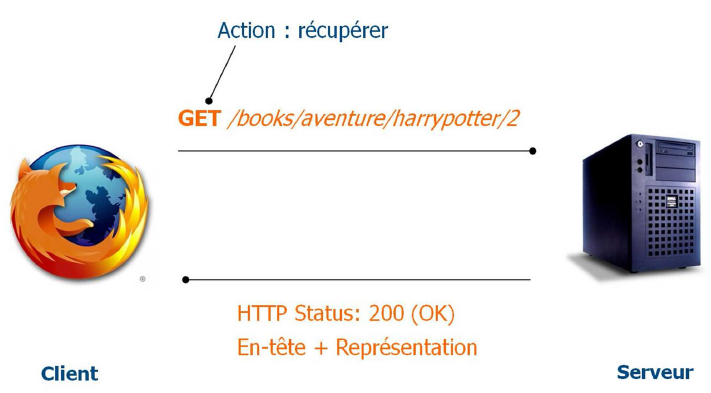 Action : récupérer
GET /books/aventure/harrypotter/2
HTTP Status: 200 (OK)
En-tête + Représentation
Client
Serveur